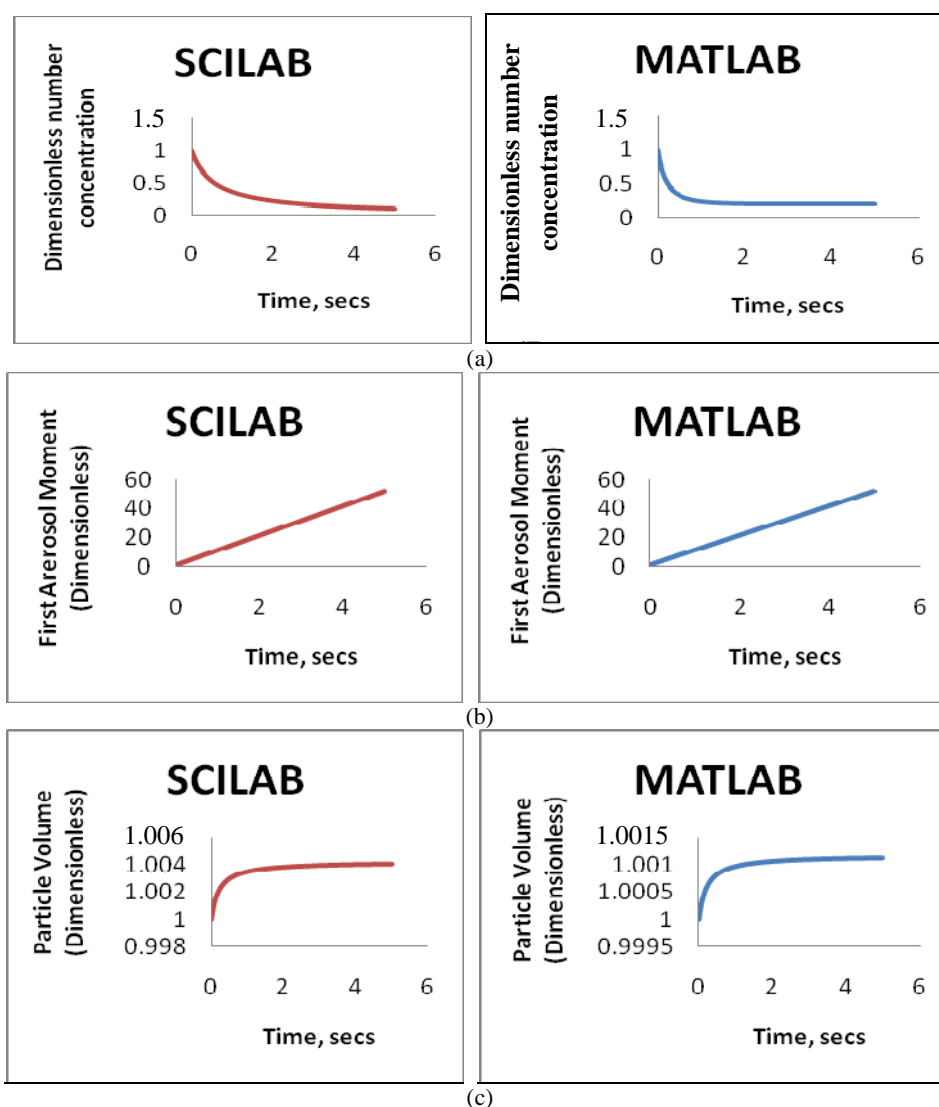 SCILAB
Dimensionless number
concentration
1.5
1
0.5
0
0 2 4 6
Time, secs
MATLAB
Dimensionless number
concentration
1.5
1
0.5
0
0 2 4 6
Time, secs
(a)
SCILAB
First Arerosol Moment
(Dimensionless)
60
40
20
0
0 2 4 6
Time, secs
MATLAB
First Aerosol Moment
(Dimensionless)
60
40
20
0
0 2 4 6
Time, secs
(b)
SCILAB
Particle Volume
(Dimensionless)
1.006
1.004
1.002
1
0.998
0 2 4 6
Time, secs
MATLAB
Particle Volume
(Dimensionless)
1.0015
1.001
1.0005
1
0.9995
0 2 4 6
Time, secs
(c)